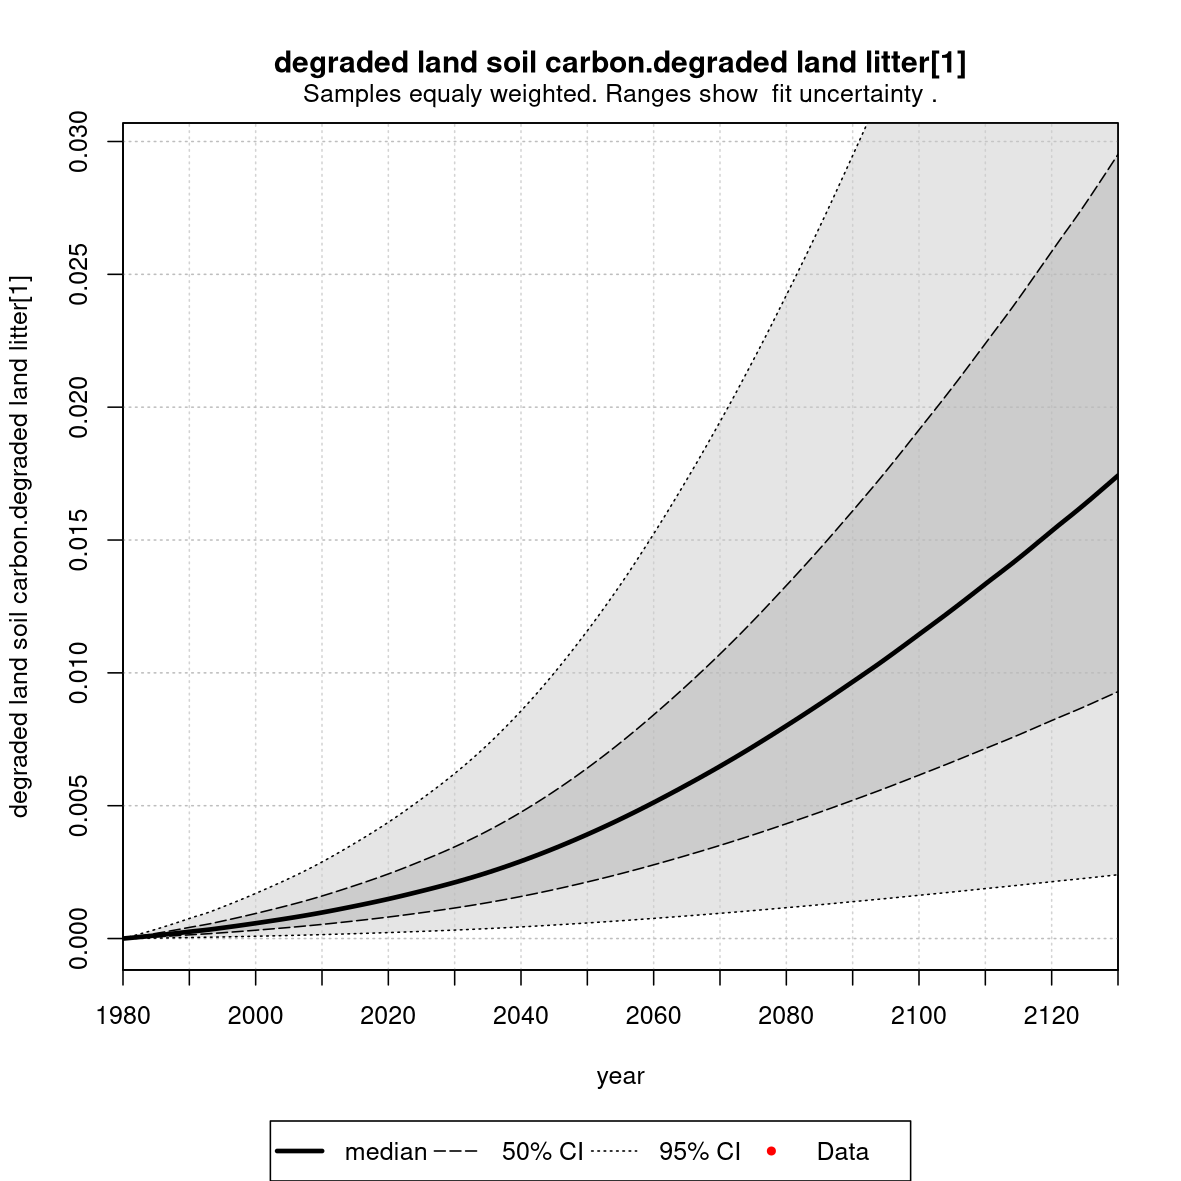 degraded land soil carbon.degraded land litter[1]
Samples equaly weighted. Ranges show  fit uncertainty .
degraded land soil carbon.degraded land litter[1]
0.030
0.025
0.020
0.015
0.010
0.005
0.000
1980 2000 2020 2040 2060 2080 2100 2120
year
median 50% CI 95% CI Data